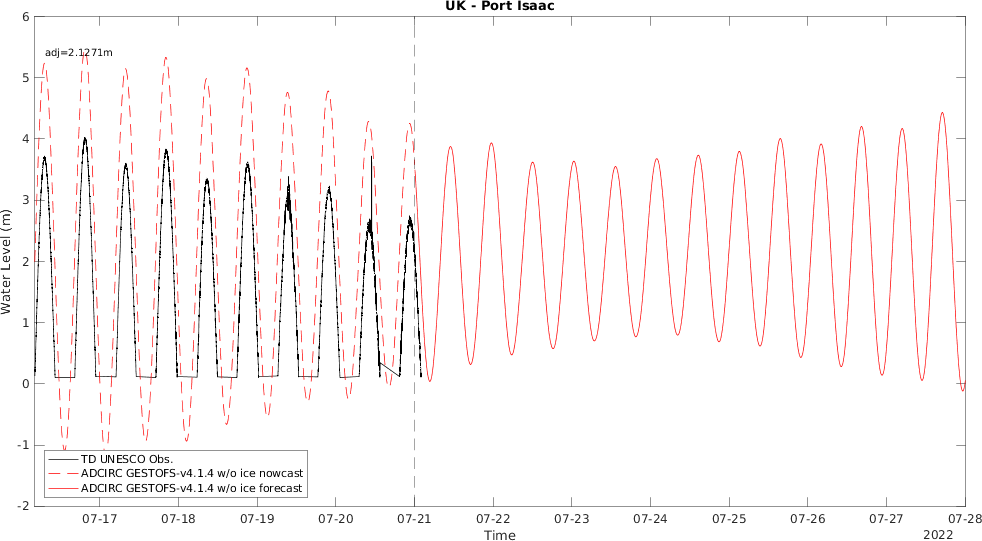 UK - Port Isaac
adj=2.1271m
Water Level (m)
6
5
4
3
2
1
0
-1
-2
TD UNESCO Obs.
ADCIRC GESTOFS-v4.1.4 w/o ice nowcast
ADCIRC GESTOFS-v4.1.4 w/o ice forecast
07-17 07-18 07-19 07-20 07-21 07-22 07-23 07-24 07-25 07-26 07-27 07-28
Time
2022